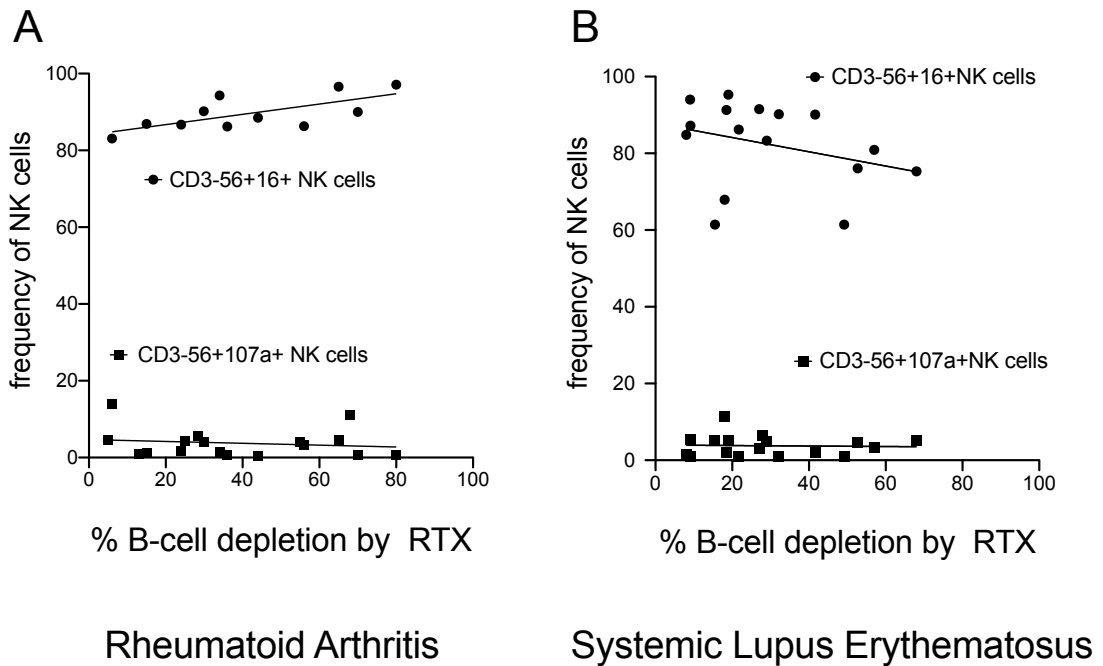 A
frequency of NK cells
100
80
60
40
20
0
CD3-56+16+ NK cells
CD3-56+107a+ NK cells
0 20 40 60 80 100
% B-cell depletion by RTX
Rheumatoid Arthritis
B
frequency of NK cells
100
80
60
40
20
0
CD3-56+16+NK cells
CD3-56+107a+NK cells
0 20 40 60 80 100
% B-cell depletion by RTX
Systemic Lupus Erythematosus